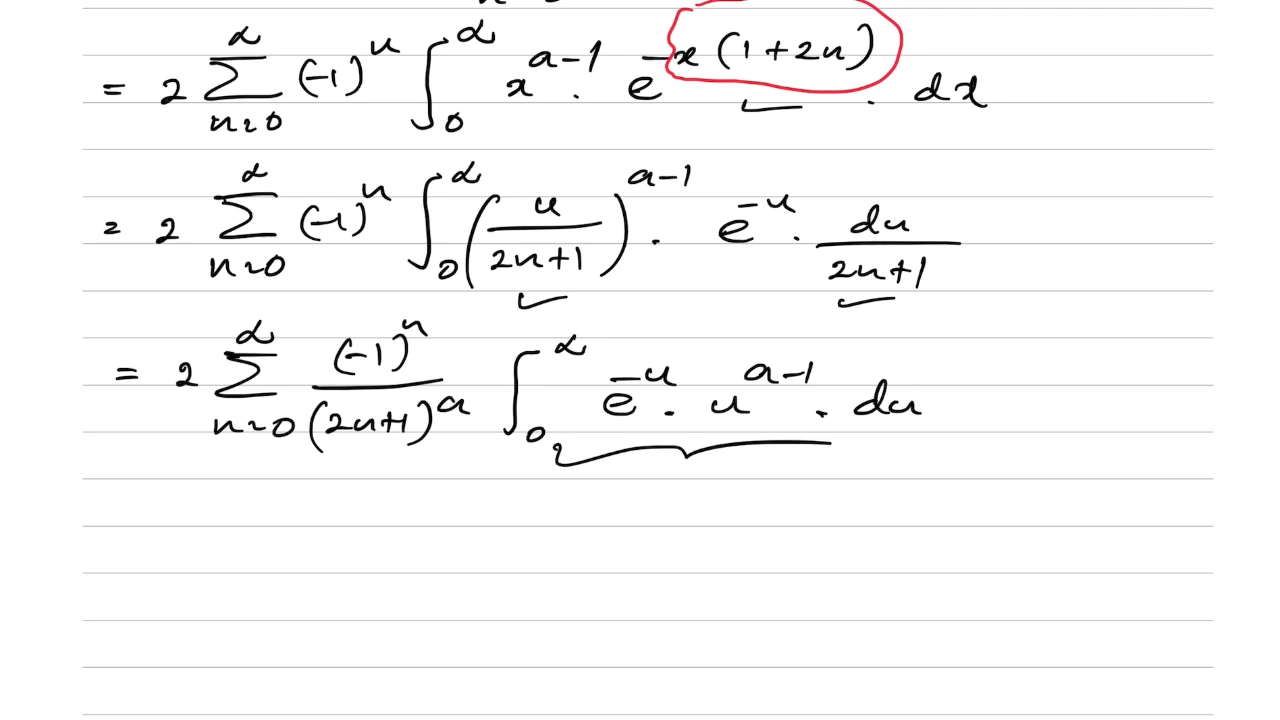 = 2 ∑_{n=0}^{∞} (-1)^n ∫_0^∞ x^{a-1} . e^{-x(1+2n)} . dx
= 2 ∑_{n=0}^{∞} (-1)^n ∫_0^∞ (u/(2n+1))^{a-1} . e^{-u} . du/(2n+1)
= 2 ∑_{n=0}^{∞} (-1)^n/(2n+1)^a ∫_0^∞ e^{-u} . u^{a-1} . du